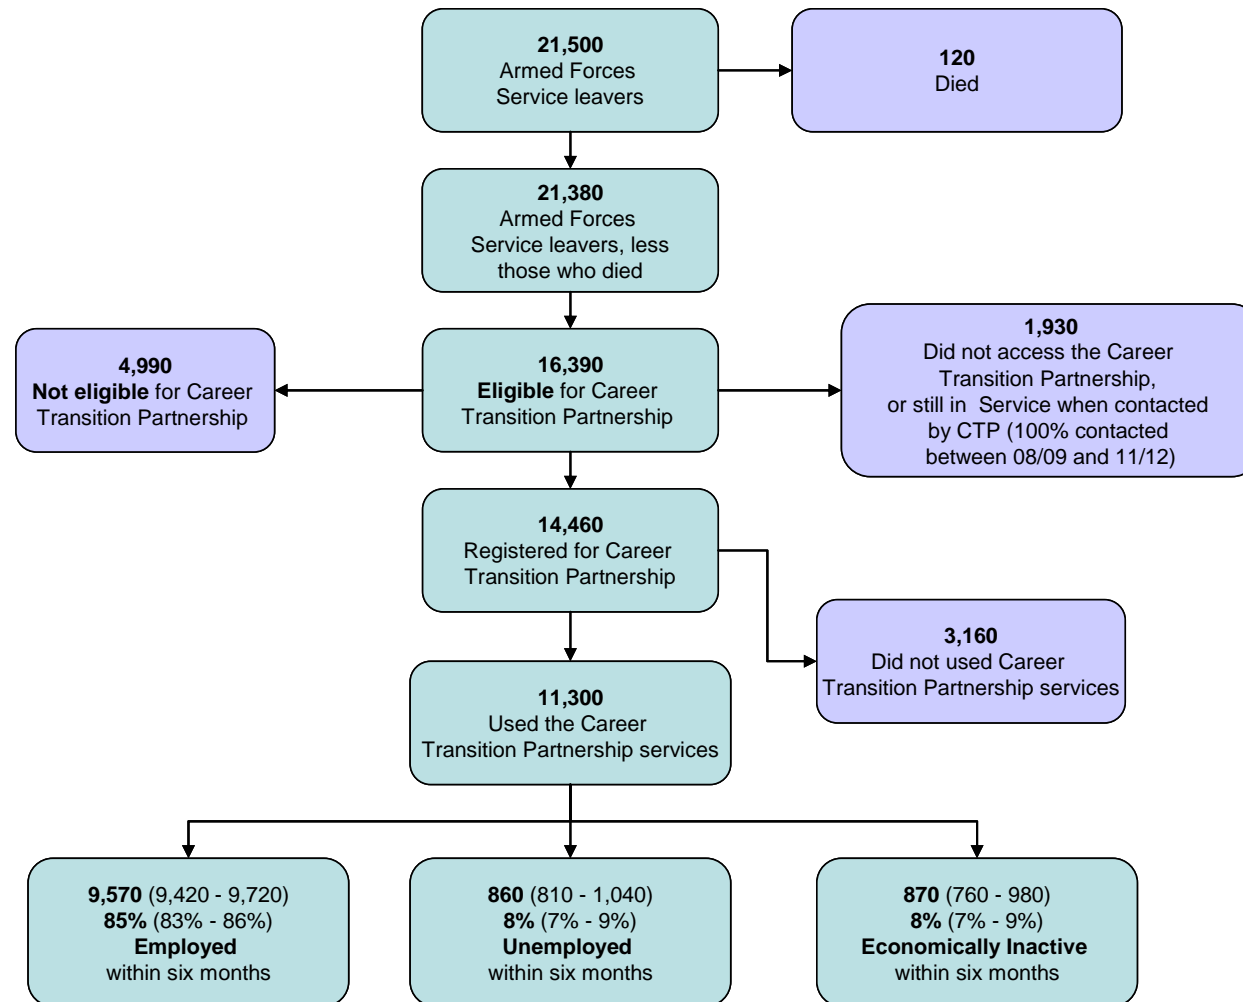 21,500
Armed Forces
Service leavers
120
Died
21,380
Armed Forces
Service leavers, less
those who died
4,990
Not eligible for Career
Transition Partnership
16,390
Eligible for Career
Transition Partnership
1,930
Did not access the Career
Transition Partnership,
or still in Service when contacted
by CTP (100% contacted
between 08/09 and 11/12)
14,460
Registered for Career
Transition Partnership
3,160
Did not used Career
Transition Partnership services
11,300
Used the Career
Transition Partnership services
9,570 (9,420 - 9,720)
85% (83% - 86%)
Employed
within six months
860 (810 - 1,040)
8% (7% - 9%)
Unemployed
within six months
870 (760 - 980)
8% (7% - 9%)
Economically Inactive
within six months